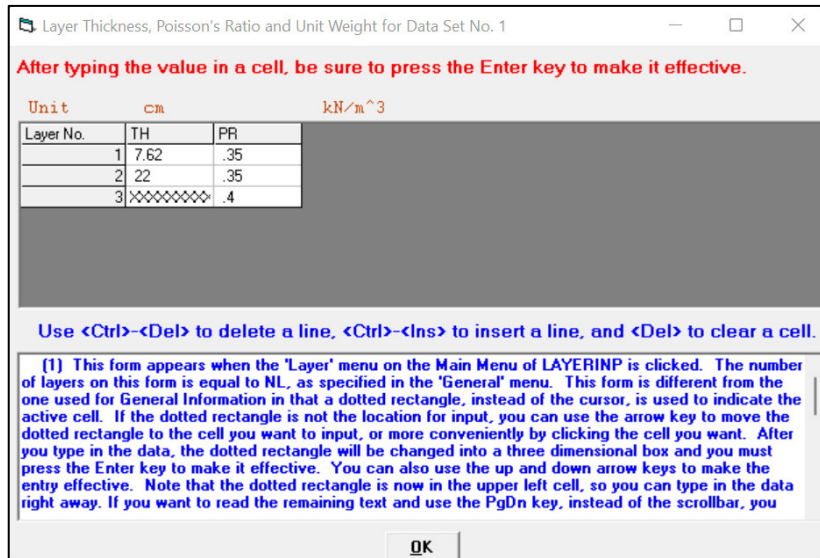 Layer Thickness, Poisson's Ratio and Unit Weight for Data Set No. 1
After typing the value in a cell, be sure to press the Enter key to make it effective.
Unit cm kN/m^3
Layer No. TH PR
1 7.62 .35
2 22 .35
3 XXXXXXXXX .4
Use <Ctrl>-<Del> to delete a line, <Ctrl>-<Ins> to insert a line, and <Del> to clear a cell.
(1) This form appears when the 'Layer' menu on the Main Menu of LAYERINP is clicked. The number
of layers on this form is equal to NL, as specified in the 'General' menu. This form is different from the
one used for General Information in that a dotted rectangle, instead of the cursor, is used to indicate the
active cell. If the dotted rectangle is not the location for input, you can use the arrow key to move the
dotted rectangle to the cell you want to input, or more conveniently by clicking the cell you want. After
you type in the data, the dotted rectangle will be changed into a three dimensional box and you must
press the Enter key to make it effective. You can also use the up and down arrow keys to make the
entry effective. Note that the dotted rectangle is now in the upper left cell, so you can type in the data
right away. If you want to read the remaining text and use the PgDn key, instead of the scrollbar, you
OK